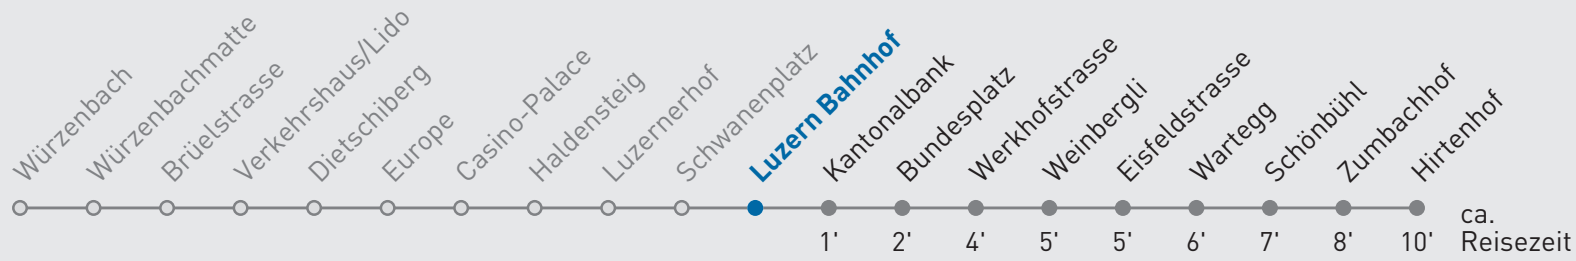 Würzenbach
Würzenbachmatte
Brüelstrasse
Verkehrshaus/Lido
Dietschiberg
Europe
Casino-Palace
Haldensteig
Luzernerhof
Schwanenplatz
Luzern Bahnhof
Kantonalbank
Bundesplatz
Werkhofstrasse
Weinbergli
Eisfeldstrasse
Wartegg
Schönbühl
Zumbachhof
Hirtenhof
1' 2' 4' 5' 5' 6' 7' 8' 10'
ca.
Reisezeit